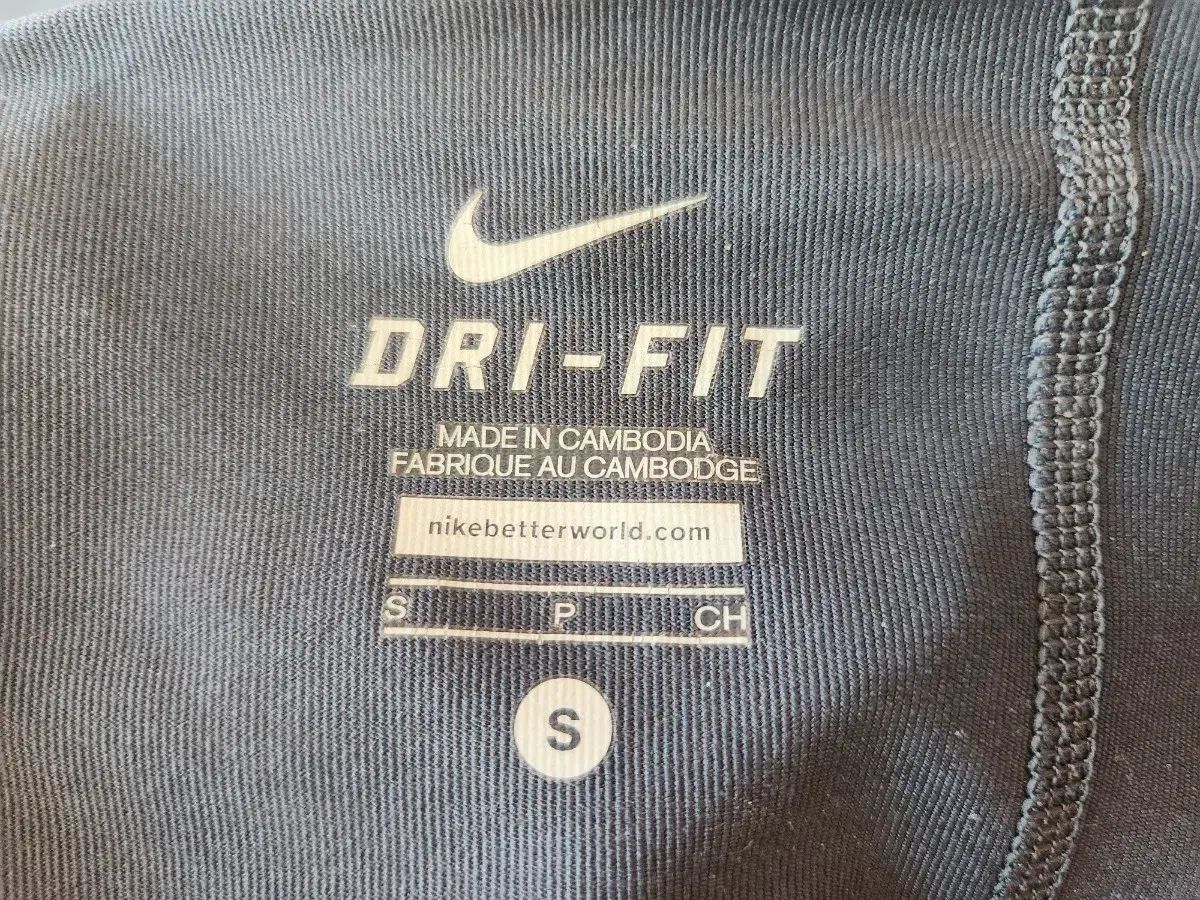 DRI-FIT
MADE IN CAMBODIA
FABRIQUE AU CAMBODGE
nikebetterworld.com
S P CH
S